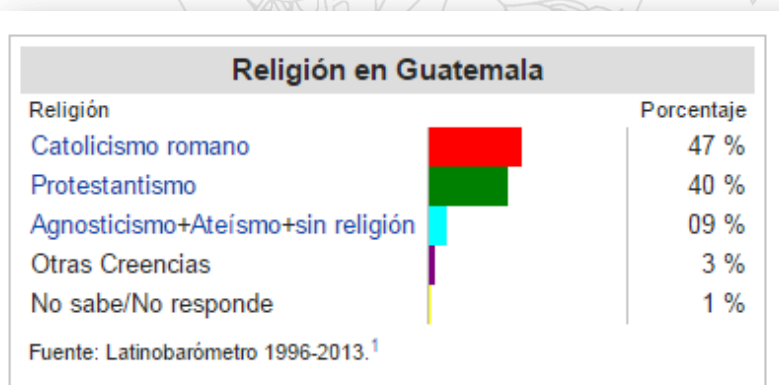 Religión en Guatemala
Religión Porcentaje
Catolicismo romano 47 %
Protestantismo 40 %
Agnosticismo+Ateísmo+sin religión 09 %
Otras Creencias 3 %
No sabe/No responde 1 %
Fuente: Latinobarómetro 1996-2013.1